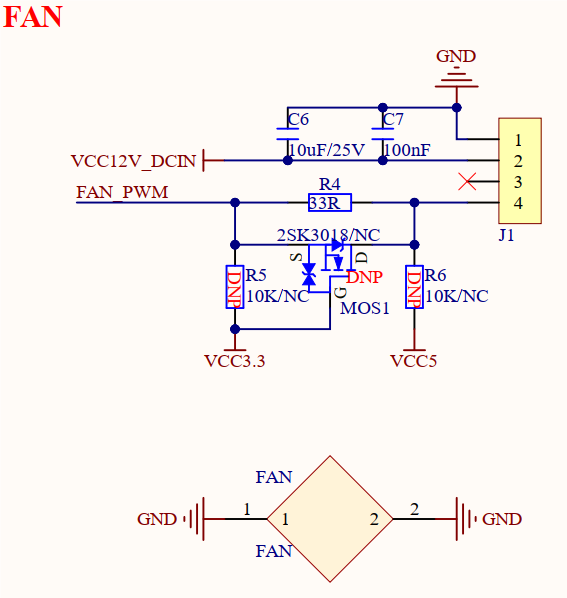 FAN
GND
C6
C7
10uF/25V
100nF
VCC12V_DCIN
1
2
3
4
J1
FAN_PWM
R4
33R
2SK3018/NC
S
D
G
DNP
MOS1
R5
DNP
10K/NC
R6
DNP
10K/NC
VCC3.3
VCC5
FAN
GND
1
1
2
2
GND
FAN